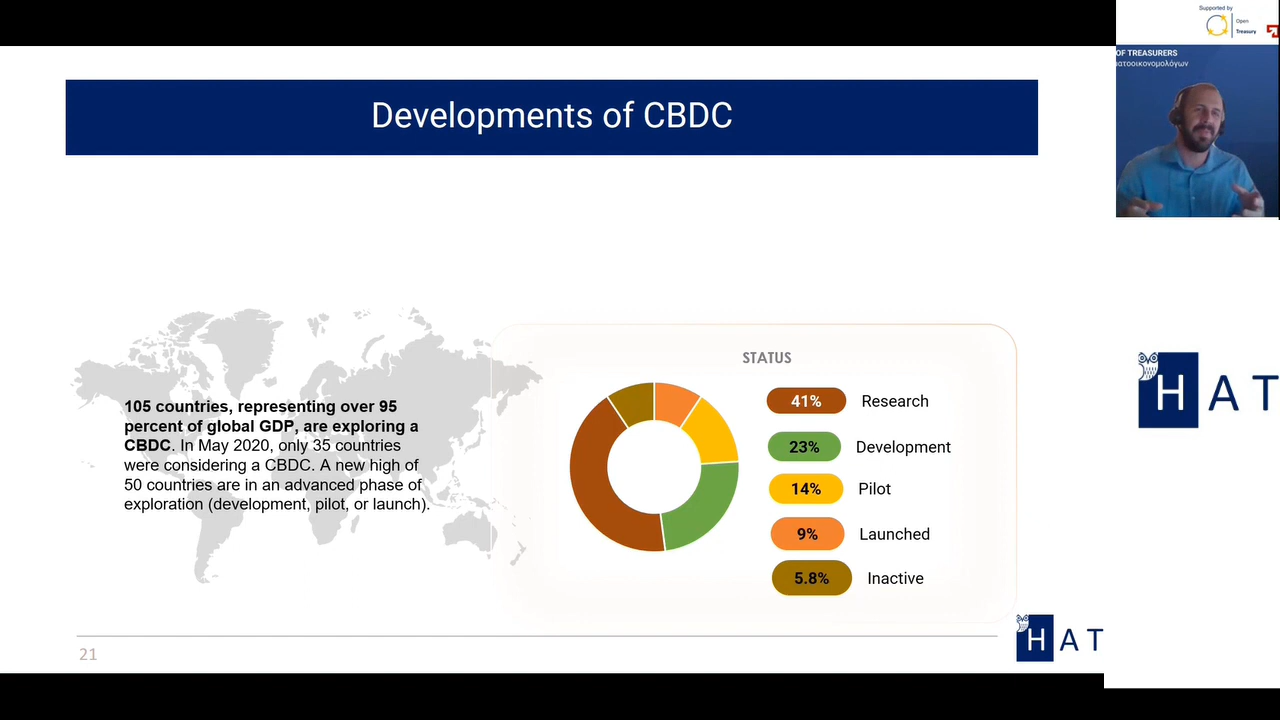 Supported by
Open
Treasury
OF TREASURERS
ματοοικονομολόγων
Developments of CBDC
105 countries, representing over 95
percent of global GDP, are exploring a
CBDC. In May 2020, only 35 countries
were considering a CBDC. A new high of
50 countries are in an advanced phase of
exploration (development, pilot, or launch).
STATUS
41% Research
23% Development
14% Pilot
9% Launched
5.8% Inactive
HAT
HAT
21